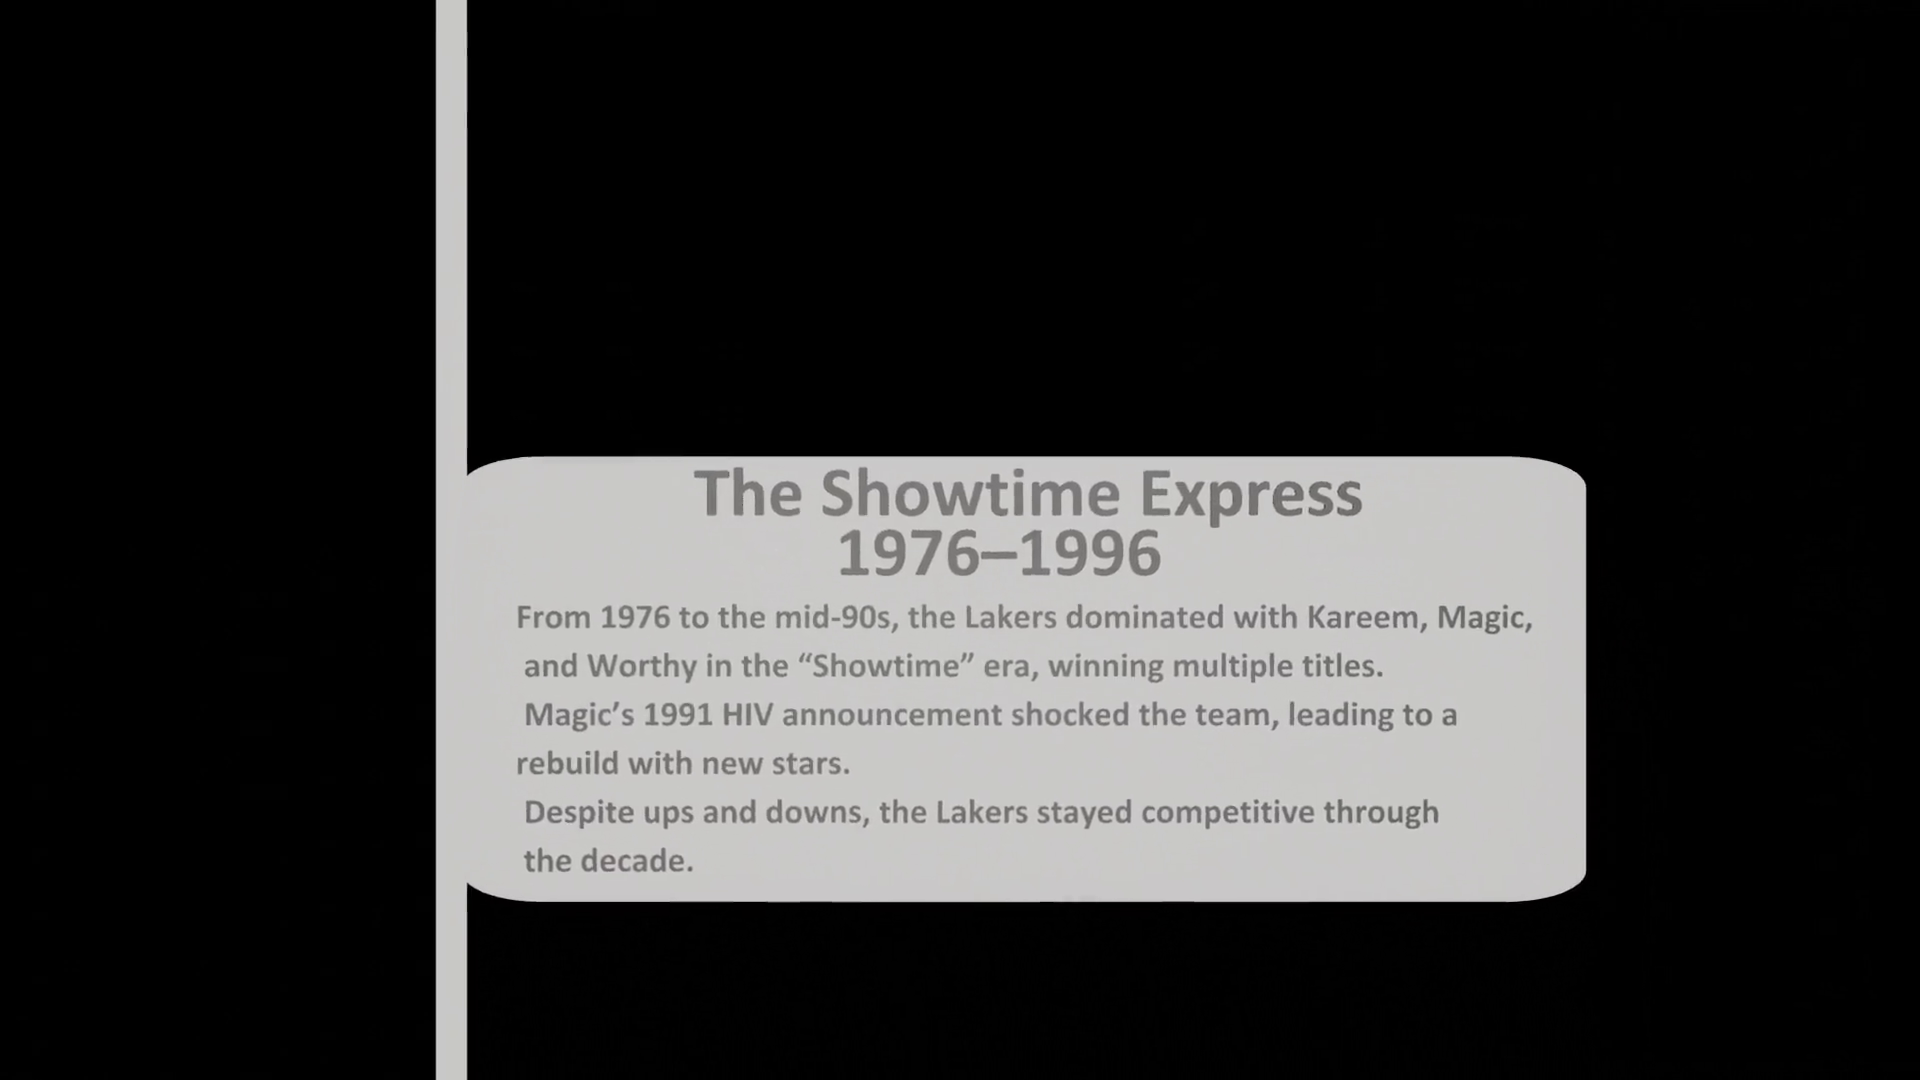 The Showtime Express
1976–1996
From 1976 to the mid-90s, the Lakers dominated with Kareem, Magic,
and Worthy in the “Showtime” era, winning multiple titles.
Magic’s 1991 HIV announcement shocked the team, leading to a
rebuild with new stars.
Despite ups and downs, the Lakers stayed competitive through
the decade.